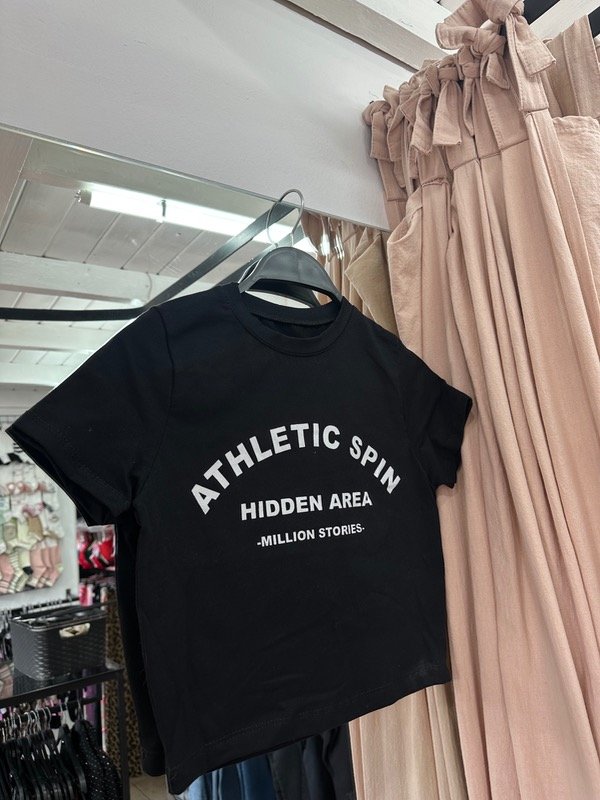 ATHLETIC SPIN
HIDDEN AREA
-MILLION STORIES-